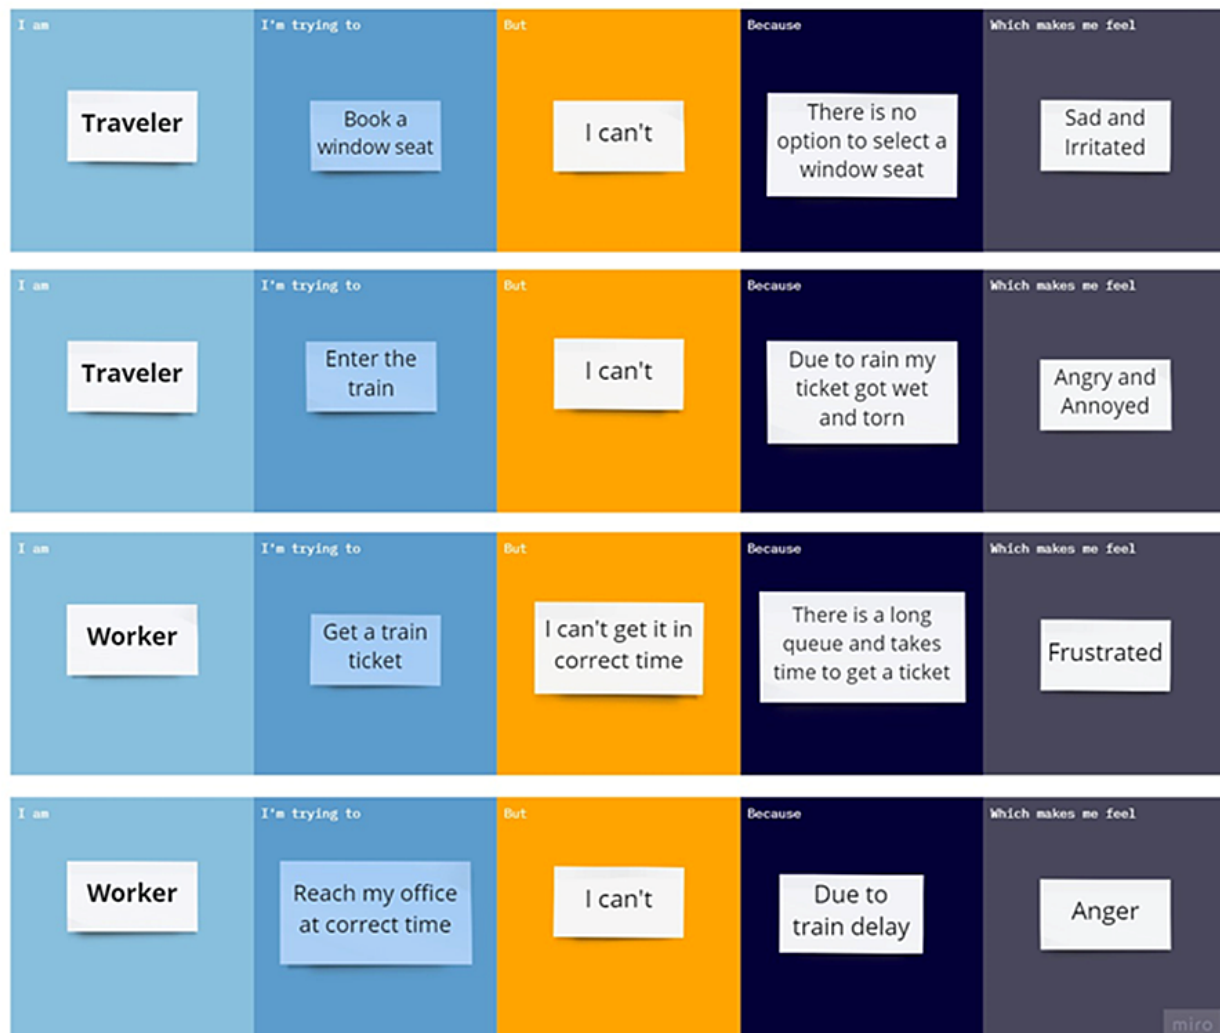 I am
I'm trying to
But
Because
Which makes me feel
Traveler
Book a
window seat
I can't
There is no
option to select a
window seat
Sad and
Irritated
I am
I'm trying to
But
Because
Which makes me feel
Traveler
Enter the
train
I can't
Due to rain my
ticket got wet
and torn
Angry and
Annoyed
I am
I'm trying to
But
Because
Which makes me feel
Worker
Get a train
ticket
I can't get it in
correct time
There is a long
queue and takes
time to get a ticket
Frustrated
I am
I'm trying to
But
Because
Which makes me feel
Worker
Reach my office
at correct time
I can't
Due to
train delay
Anger
miro